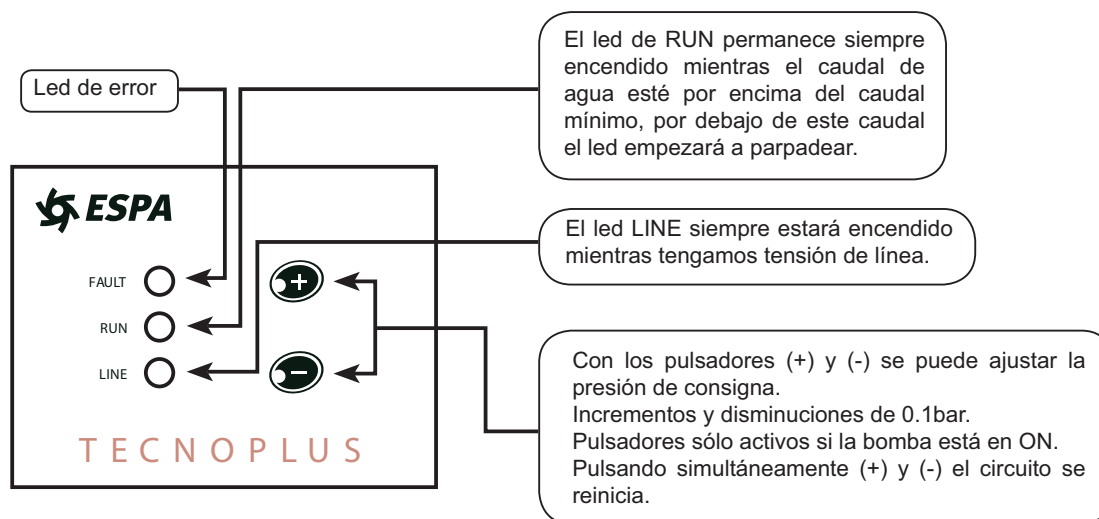 El led de RUN permanece siempre
encendido mientras el caudal de
agua esté por encima del caudal
mínimo, por debajo de este caudal
el led empezará a parpadear.
Led de error
ESPA
El led LINE siempre estará encendido
mientras tengamos tensión de línea.
FAULT
+
RUN
LINE
-
Con los pulsadores (+) y (-) se puede ajustar la
presión de consigna.
Incrementos y disminuciones de 0.1bar.
Pulsadores sólo activos si la bomba está en ON.
Pulsando simultáneamente (+) y (-) el circuito se
reinicia.
TECNOPLUS